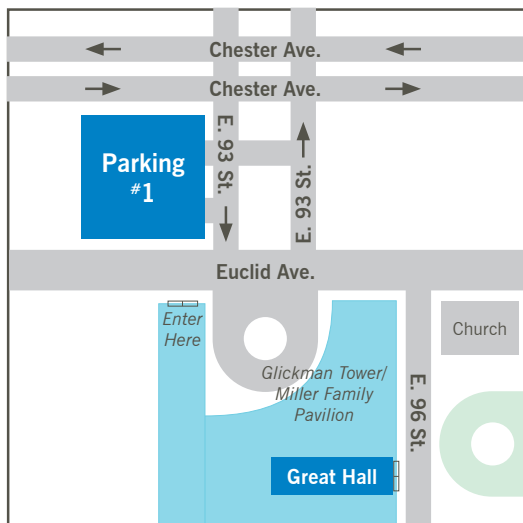 Chester Ave.
Chester Ave.
E. 93 St.
E. 93 St.
Parking
#1
Euclid Ave.
Enter
Here
Church
Glickman Tower/
Miller Family
Pavilion
E. 96 St.
Great Hall